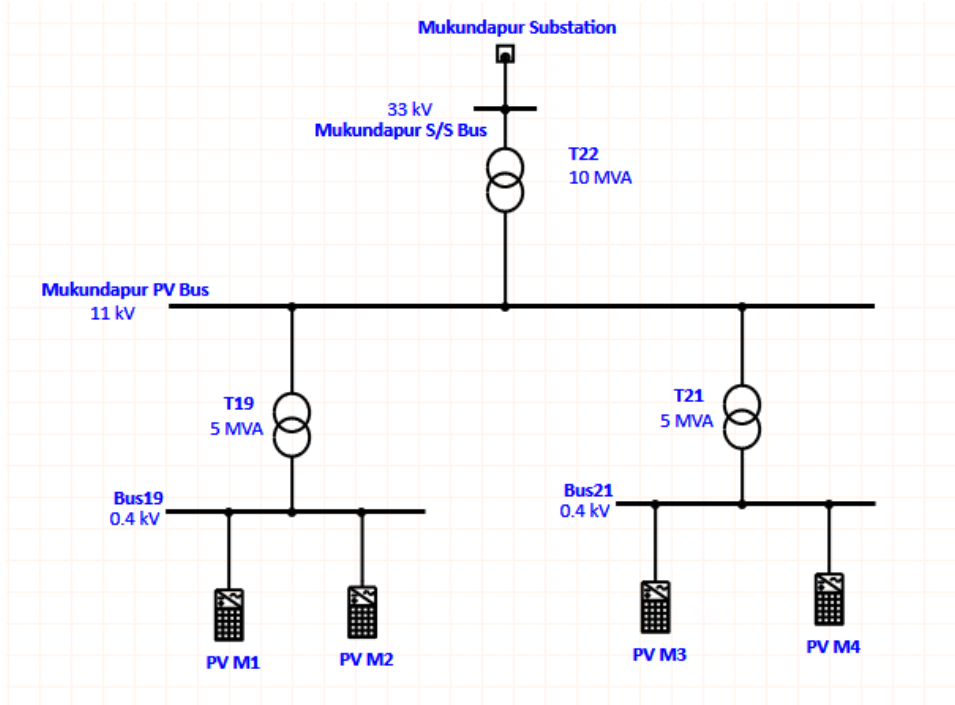 Mukundapur Substation
33 kV
Mukundapur S/S Bus
T22
10 MVA
Mukundapur PV Bus
11 kV
T19
5 MVA
T21
5 MVA
Bus19
0.4 kV
Bus21
0.4 kV
PV M1
PV M2
PV M3
PV M4